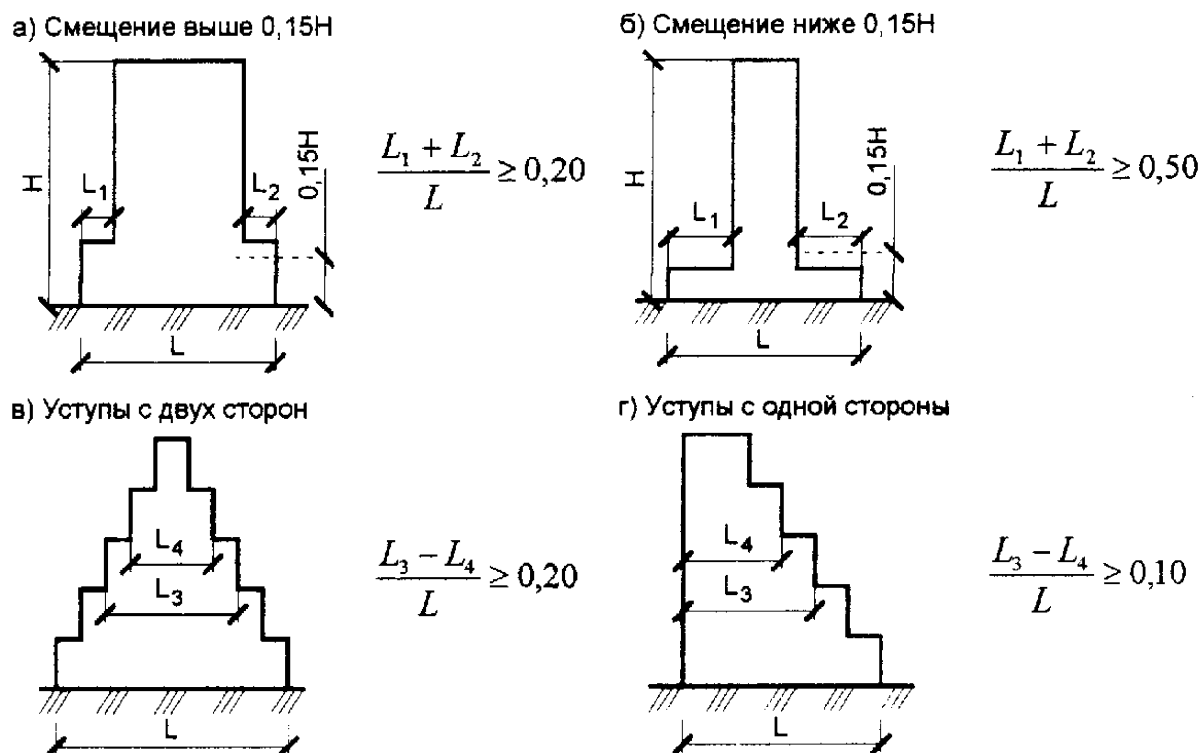 а) Смещение выше 0,15H
H
L₁
L₂
0,15H
L
(L₁ + L₂)/L ≥ 0,20
б) Смещение ниже 0,15H
H
L₁
L₂
0,15H
L
(L₁ + L₂)/L ≥ 0,50
в) Уступы с двух сторон
L₄
L₃
L
(L₃ − L₄)/L ≥ 0,20
г) Уступы с одной стороны
L₄
L₃
L
(L₃ − L₄)/L ≥ 0,10